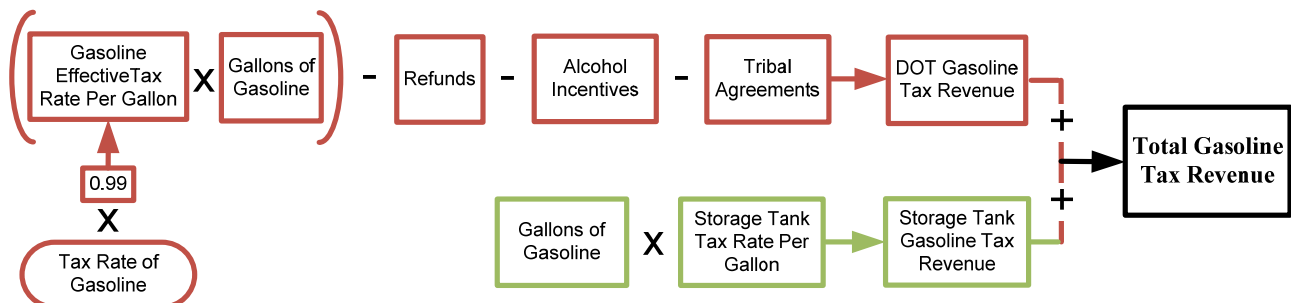 Gasoline
EffectiveTax
Rate Per Gallon
X
Gallons of
Gasoline
-
Refunds
-
Alcohol
Incentives
-
Tribal
Agreements
DOT Gasoline
Tax Revenue
+
0.99
X
Tax Rate of
Gasoline
Gallons of
Gasoline
X
Storage Tank
Tax Rate Per
Gallon
Storage Tank
Gasoline Tax
Revenue
+
Total Gasoline
Tax Revenue